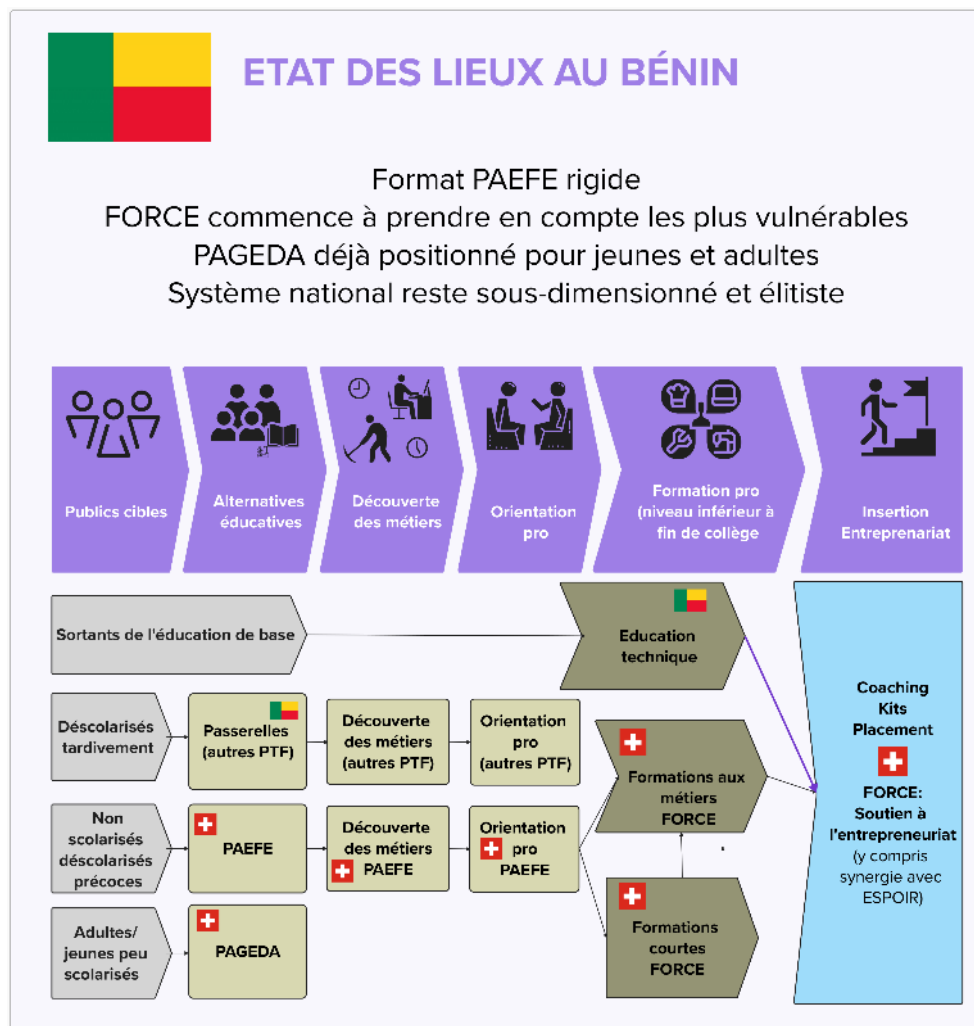 ETAT DES LIEUX AU BÉNIN
Format PAEFE rigide
FORCE commence à prendre en compte les plus vulnérables
PAGEDA déjà positionné pour jeunes et adultes
Système national reste sous-dimensionné et élitiste
Publics cibles
Alternatives
éducatives
Découverte
des métiers
Orientation
pro
Formation pro
(niveau inférieur à
fin de collège
Insertion
Entreprenariat
Sortants de l'éducation de base
Education
technique
Déscolarisés
tardivement
Passerelles
(autres PTF)
Découverte
des métiers
(autres PTF)
Orientation
pro
(autres PTF)
Formations aux
métiers
FORCE
Non
scolarisés
déscolarisés
précoces
PAEFE
Découverte
des métiers
PAEFE
Orientation
pro
PAEFE
Formations
courtes
FORCE
Adultes/
jeunes peu
scolarisés
PAGEDA
Coaching
Kits
Placement
FORCE:
Soutien à
l'entrepreneuriat
(y compris
synergie avec
ESPOIR)